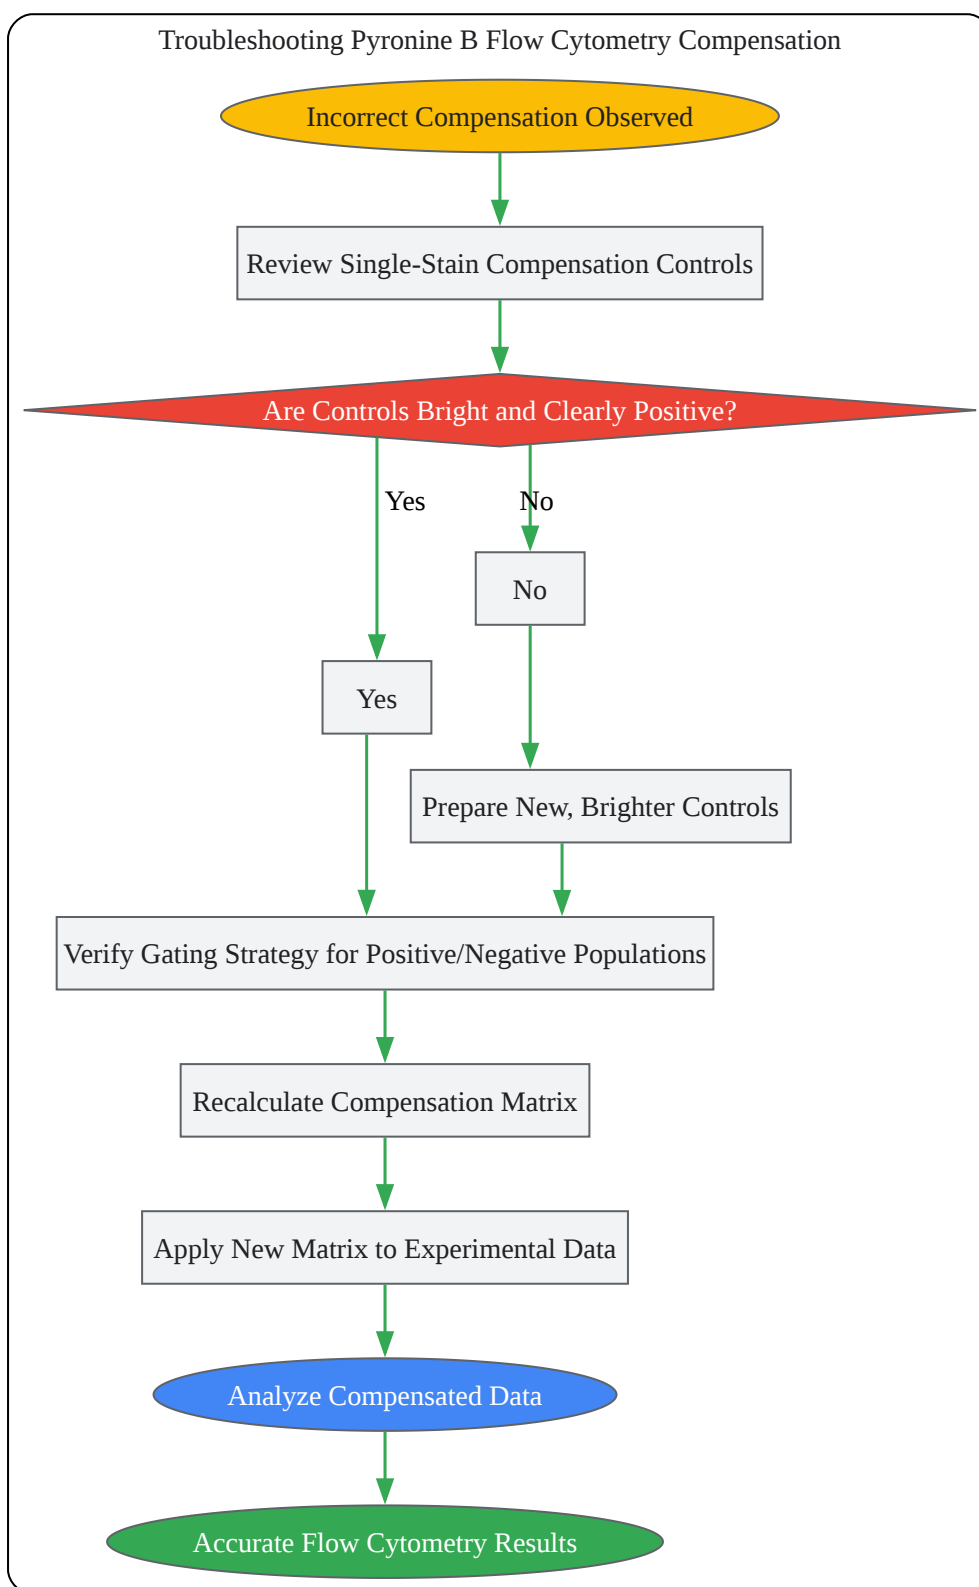 Troubleshooting Pyronine B Flow Cytometry Compensation
Incorrect Compensation Observed
Review Single-Stain Compensation Controls
Are Controls Bright and Clearly Positive?
Yes
No
No
Yes
Prepare New, Brighter Controls
Verify Gating Strategy for Positive/Negative Populations
Recalculate Compensation Matrix
Apply New Matrix to Experimental Data
Analyze Compensated Data
Accurate Flow Cytometry Results